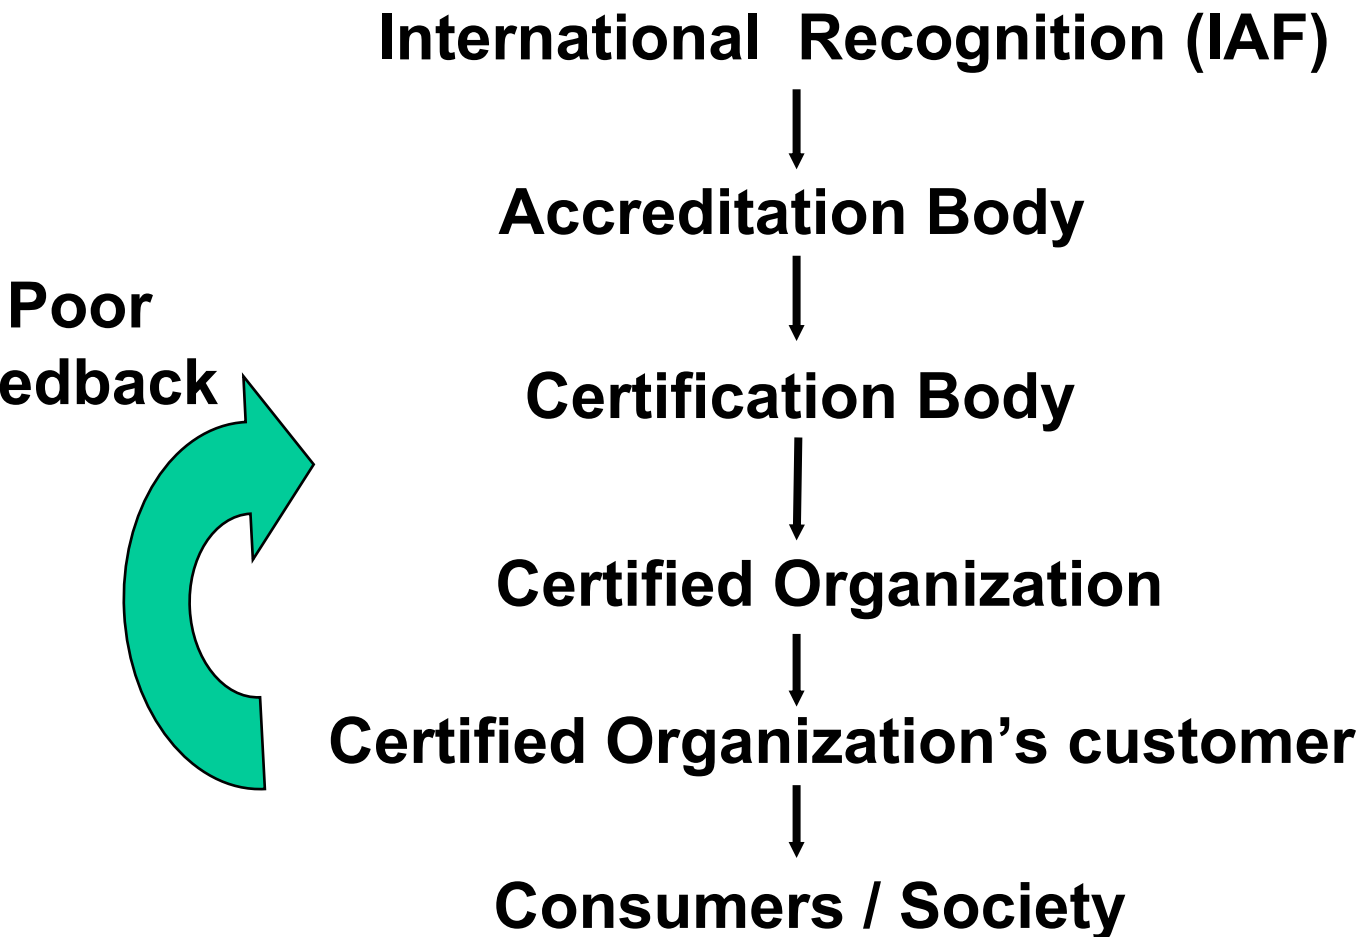 International Recognition (IAF)
Accreditation Body
Poor
edback
Certification Body
Certified Organization
Certified Organization’s customer
Consumers / Society